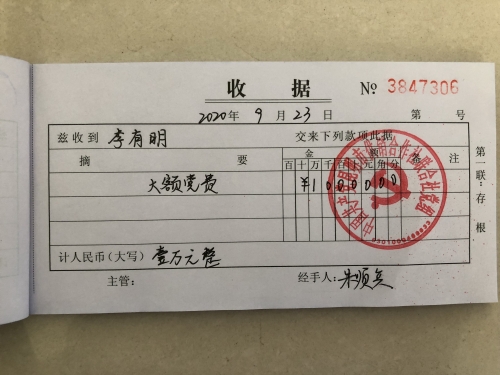 收 据 № 3847306
2020年 9 月 23 日 第 号
兹收到 李有明 交来下列款项此据
摘 要 金 额 备 注
百 十 万 千 百 十 元 角 分
大额党费 ¥1000000
计人民币(大写) 壹万元整
主管: 经手人:
第一联:存根